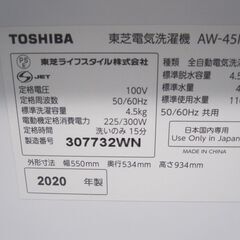 TOSHIBA 東芝電気洗濯機 AW-45
PS E JET
東芝ライフスタイル株式会社
種類 全自動電気洗
定格電圧 100V
標準脱水容量 4.5
定格周波数 50/60Hz
標準使用水量
標準洗濯容量 4.5kg
標準水量 110
電動機定格消費電力 225/300W
50/60Hz 共用
定格時間 洗いのみ 15分
製造番号 307732WN
日本国内専用
Use Only in Japan
外形寸法 幅550mm 奥行534mm 高さ934mm
MADE IN CHINA
2020 年製